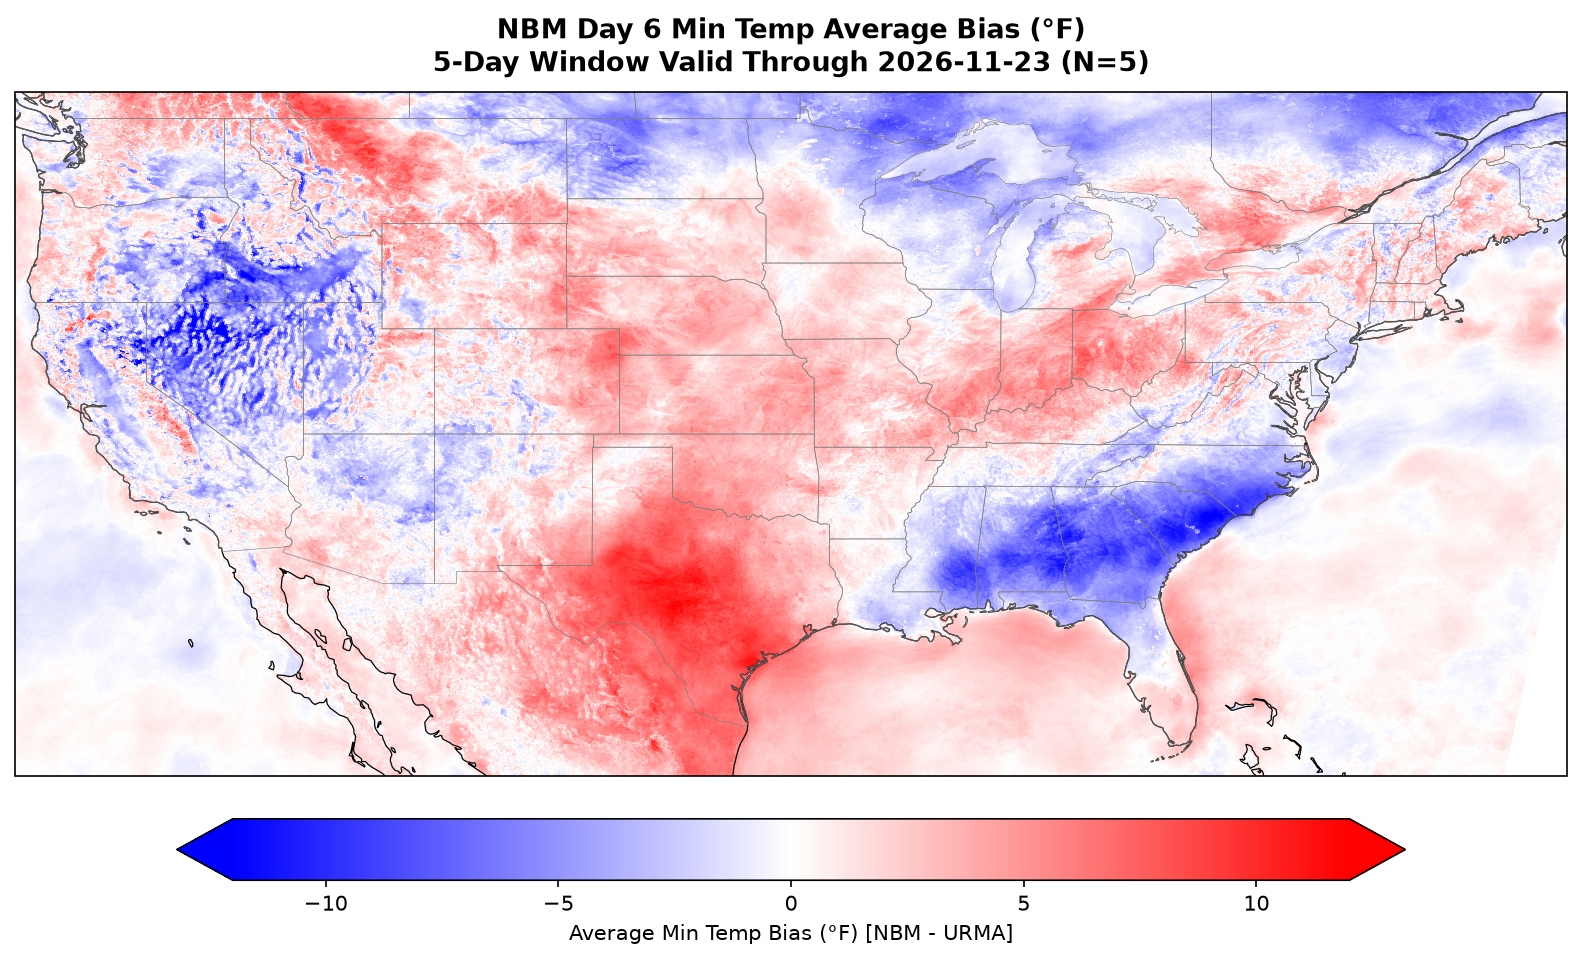 NBM Day 6 Min Temp Average Bias (°F)
5-Day Window Valid Through 2026-11-23 (N=5)
−10 −5 0 5 10
Average Min Temp Bias (°F) [NBM - URMA]